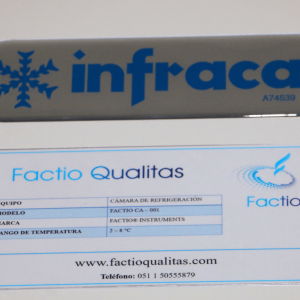 infraca
A74539
Factio Qualitas
Factio
EQUIPO CÁMARA DE REFRIGERACIÓN
MODELO FACTIO CA - 001
MARCA FACTIO® INSTRUMENTS
RANGO DE TEMPERATURA 2 - 8 °C
www.factioqualitas.com
Teléfono: 051 1 50555879